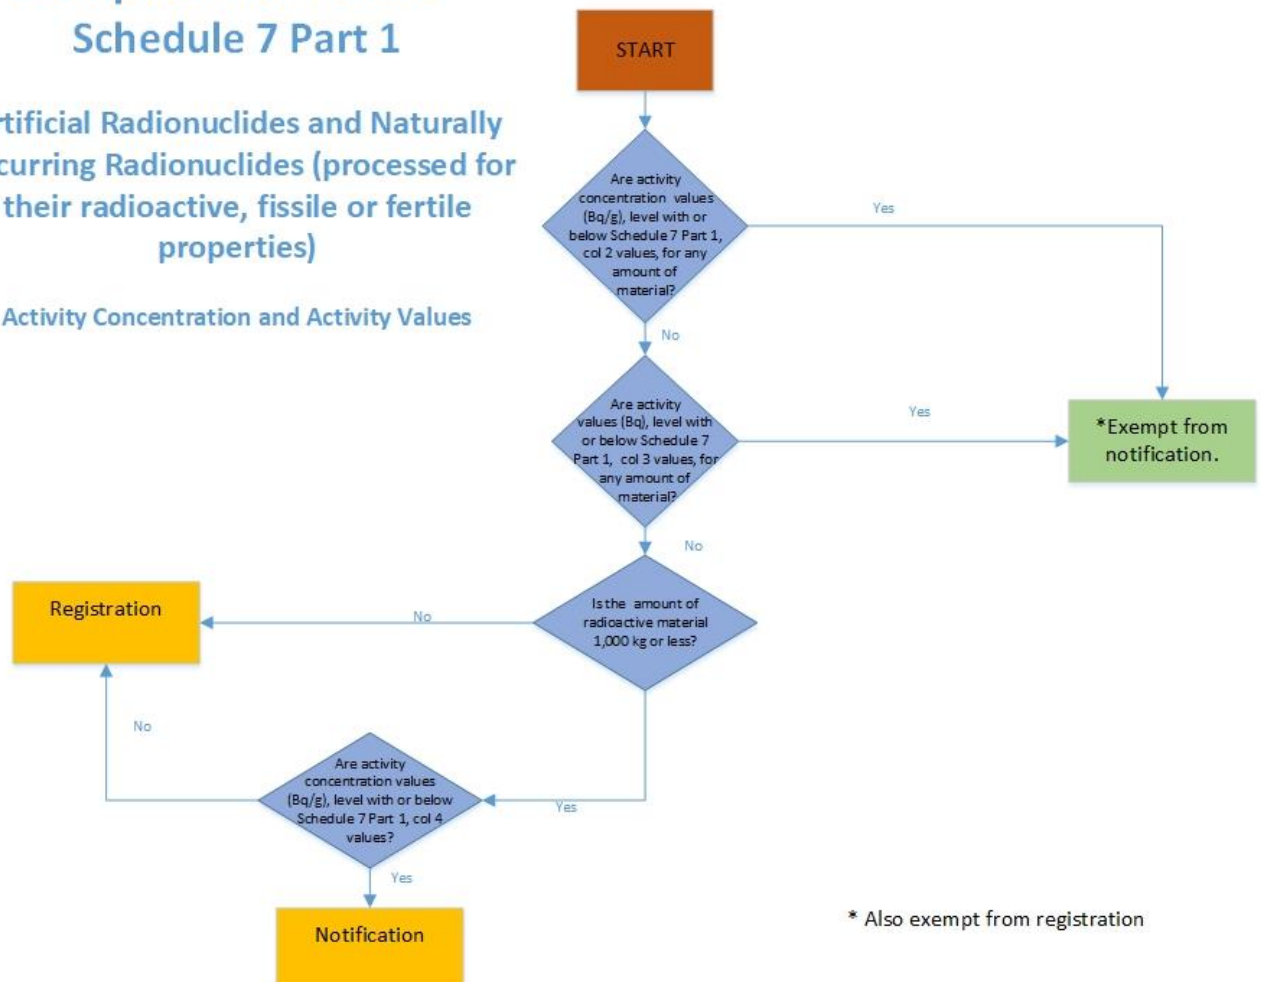 Schedule 7 Part 1
rtificial Radionuclides and Naturally
curring Radionuclides (processed for
their radioactive, fissile or fertile
properties)
Activity Concentration and Activity Values
START
Are activity
concentration values
(Bq/g), level with or
below Schedule 7 Part 1,
col 2 values, for any
amount of
material?
Yes
No
Are activity
values (Bq), level with
or below Schedule 7
Part 1, col 3 values, for
any amount of
material?
Yes
*Exempt from
notification.
No
Is the amount of
radioactive material
1,000 kg or less?
No
Registration
No
Yes
Are activity
concentration values
(Bq/g), level with or below
Schedule 7 Part 1, col 4
values?
Yes
Notification
* Also exempt from registration